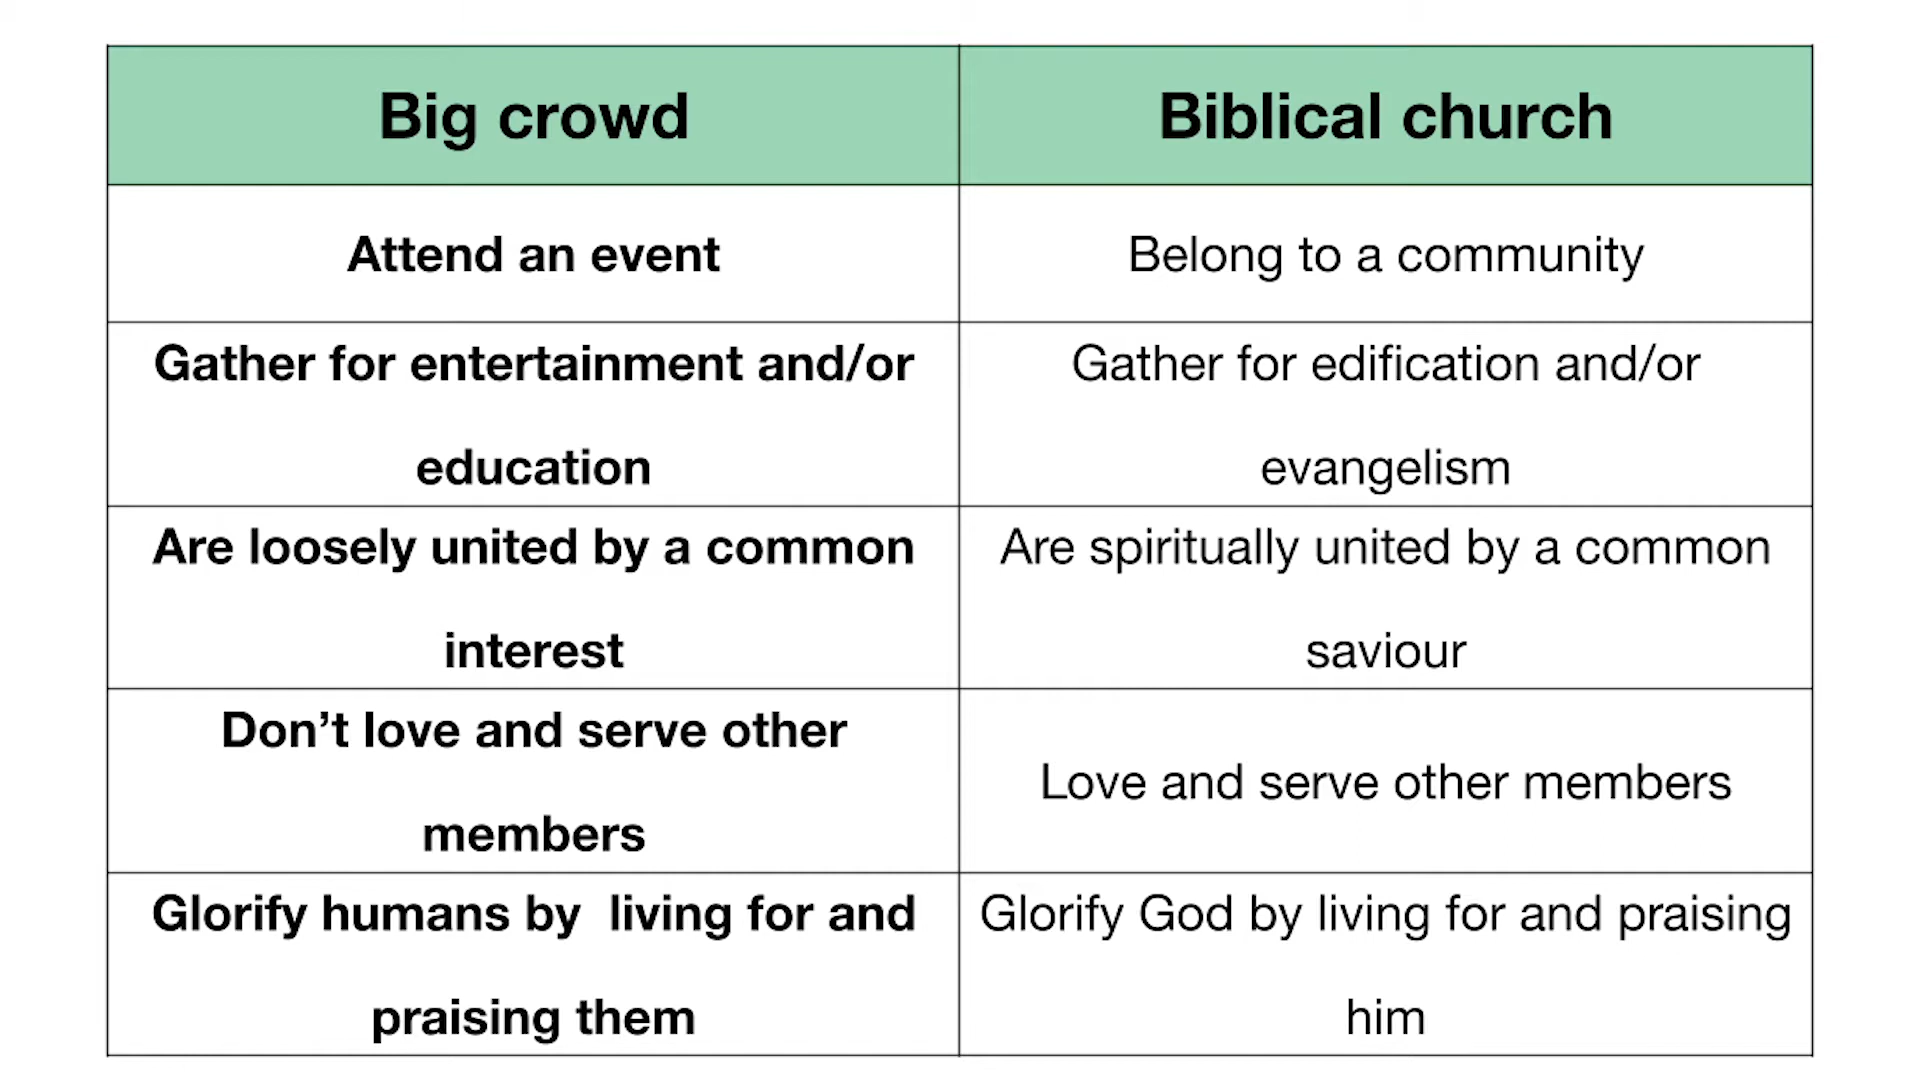 Big crowd
Biblical church
Attend an event
Belong to a community
Gather for entertainment and/or
education
Gather for edification and/or
evangelism
Are loosely united by a common
interest
Are spiritually united by a common
saviour
Don’t love and serve other
members
Love and serve other members
Glorify humans by  living for and
praising them
Glorify God by living for and praising
him